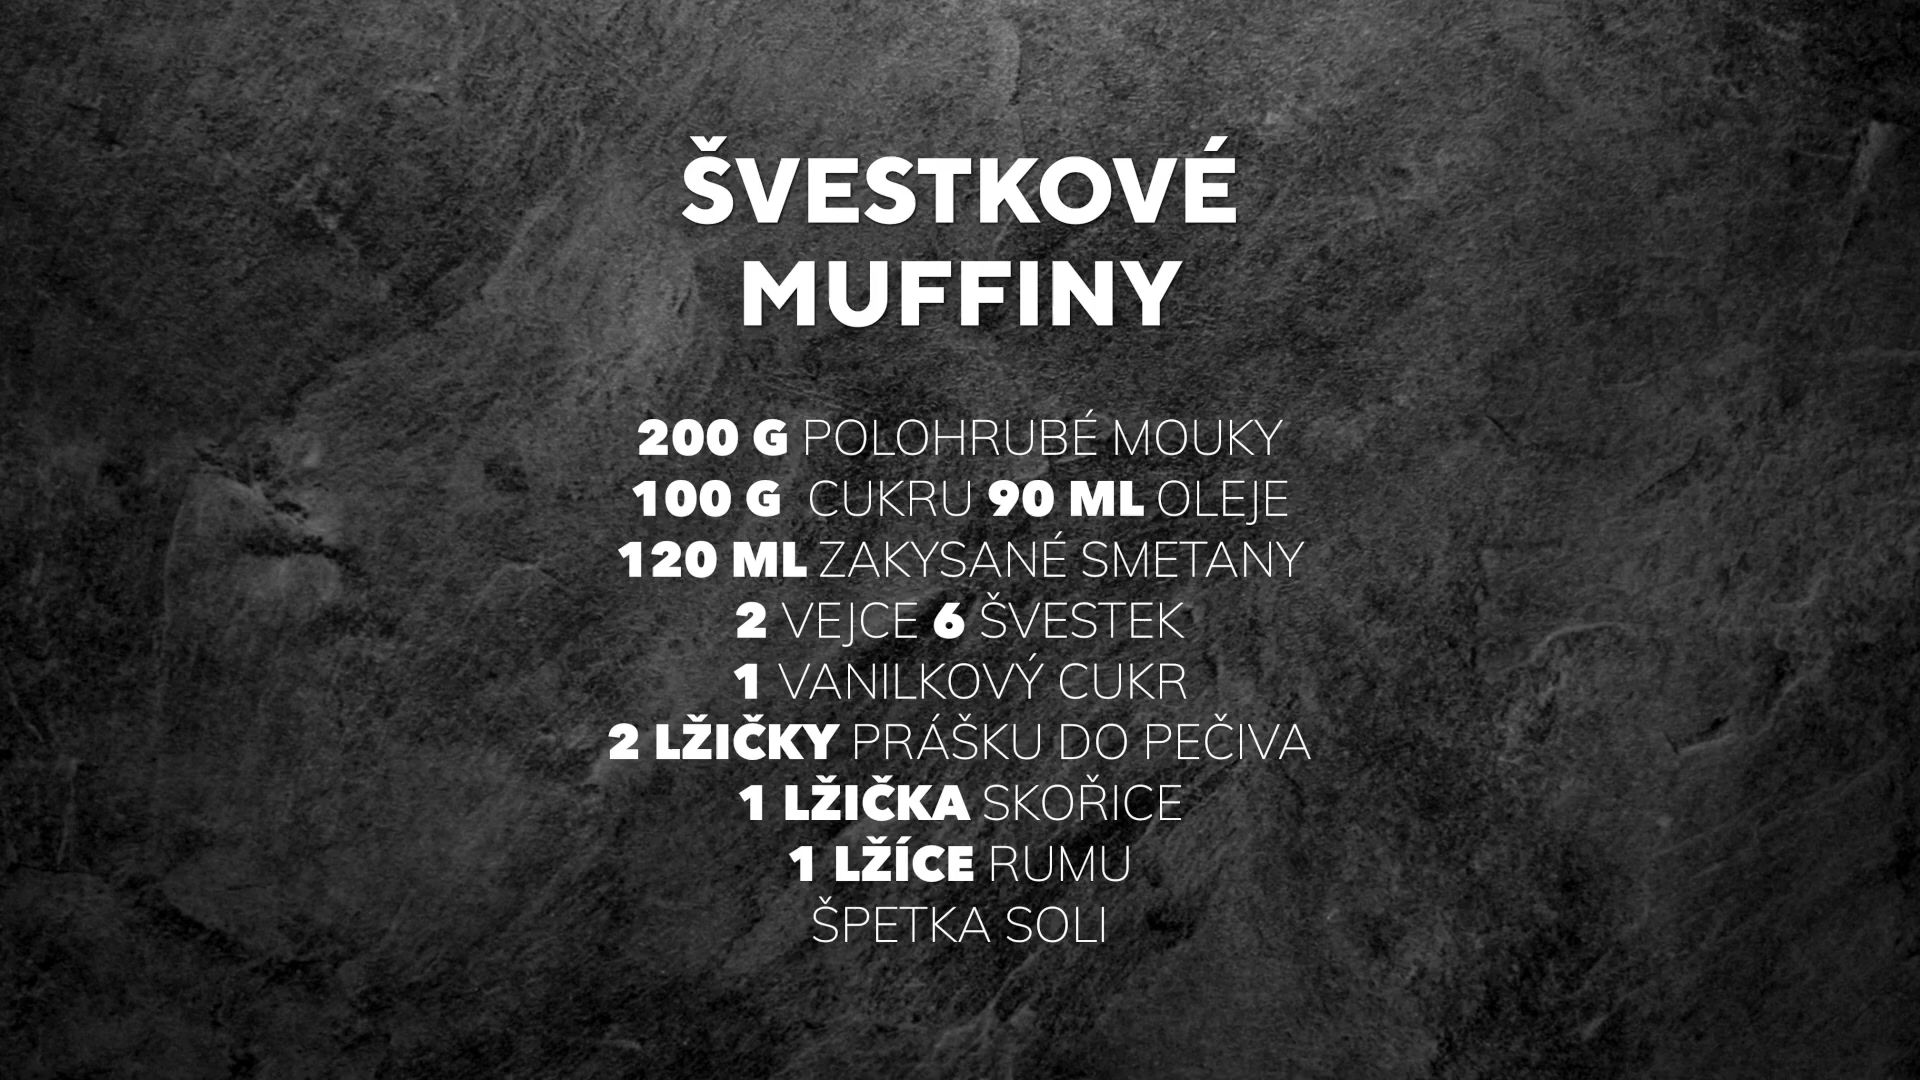 ŠVESTKOVÉ
MUFFINY
200 G POLOHRUBÉ MOUKY
100 G CUKRU 90 ML OLEJE
120 ML ZAKYSANÉ SMETANY
2 VEJCE 6 ŠVESTEK
1 VANILKOVÝ CUKR
2 LŽIČKY PRÁŠKU DO PEČIVA
1 LŽIČKA SKOŘICE
1 LŽÍCE RUMU
ŠPETKA SOLI